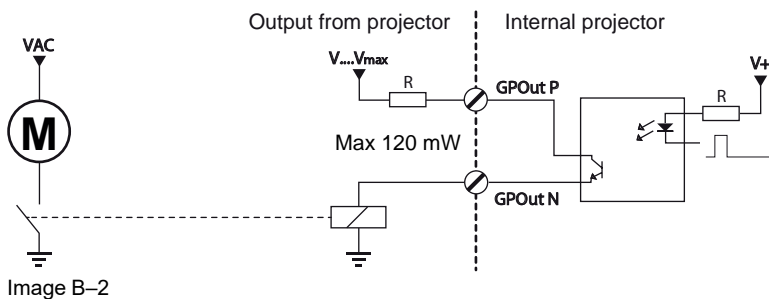 Output from projector
Internal projector
VAC
V....Vmax
V+
R
R
GPOut P
M
Max 120 mW
GPOut N
Image B–2